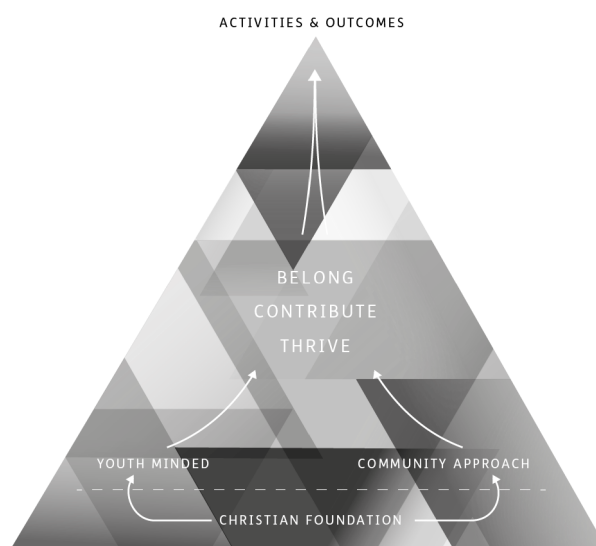 ACTIVITIES & OUTCOMES
BELONG
CONTRIBUTE
THRIVE
YOUTH MINDED
COMMUNITY APPROACH
CHRISTIAN FOUNDATION